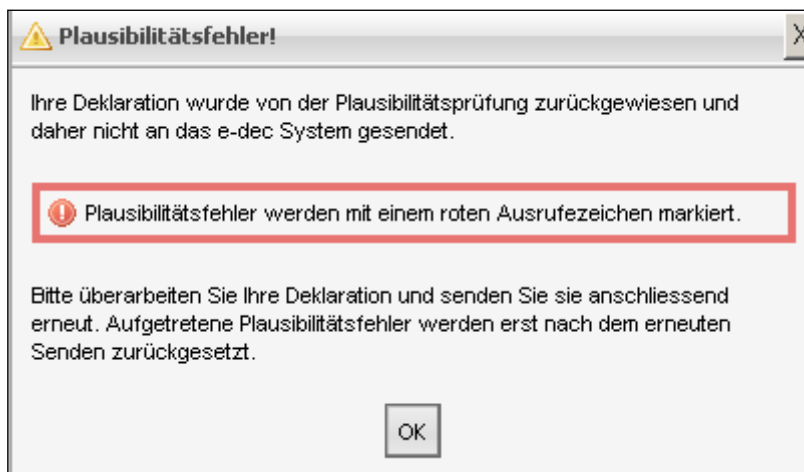 Plausibilitätsfehler!
X
Ihre Deklaration wurde von der Plausibilitätsprüfung zurückgewiesen und
daher nicht an das e-dec System gesendet.
Plausibilitätsfehler werden mit einem roten Ausrufezeichen markiert.
Bitte überarbeiten Sie Ihre Deklaration und senden Sie sie anschliessend
erneut. Aufgetretene Plausibilitätsfehler werden erst nach dem erneuten
Senden zurückgesetzt.
OK